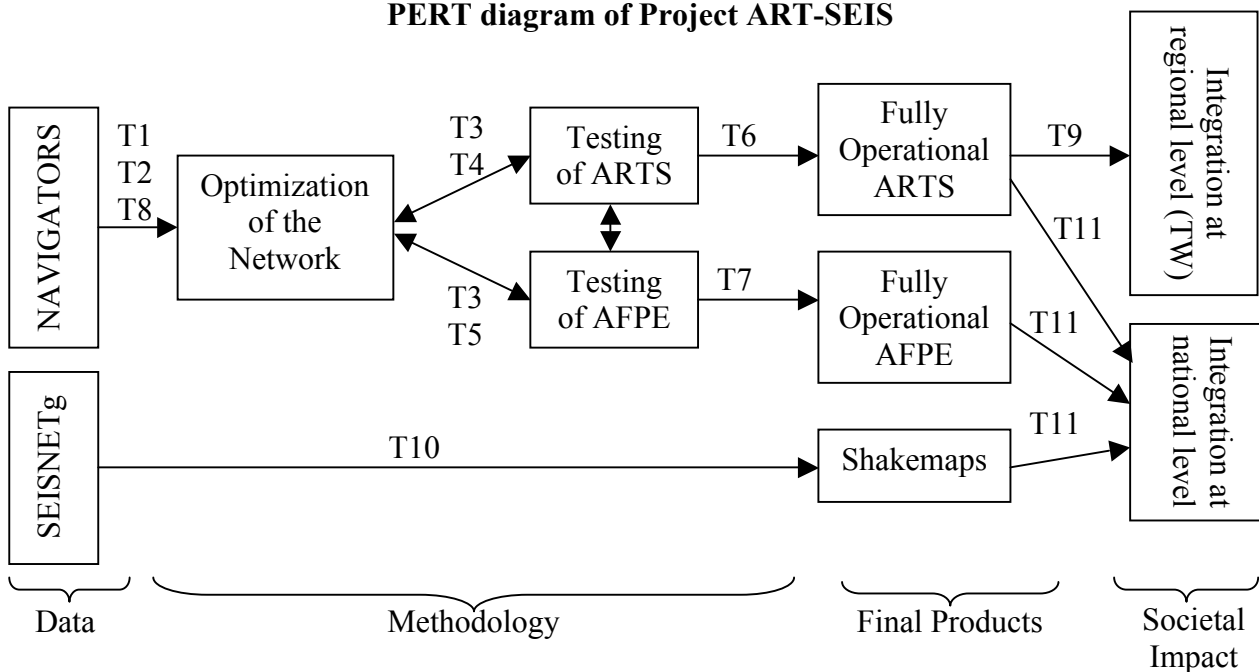 PERT diagram of Project ART-SEIS
NAVIGATORS
T1
T2
T8
Optimization
of the
Network
T3
T4
T3
T5
Testing
of ARTS
Testing
of AFPE
T6
T7
Fully
Operational
ARTS
Fully
Operational
AFPE
T9
T11
T11
Integration at
regional level (TW)
Integration at
national level
SEISNETg
T10
Shakemaps
T11
Data
Methodology
Final Products
Societal
Impact